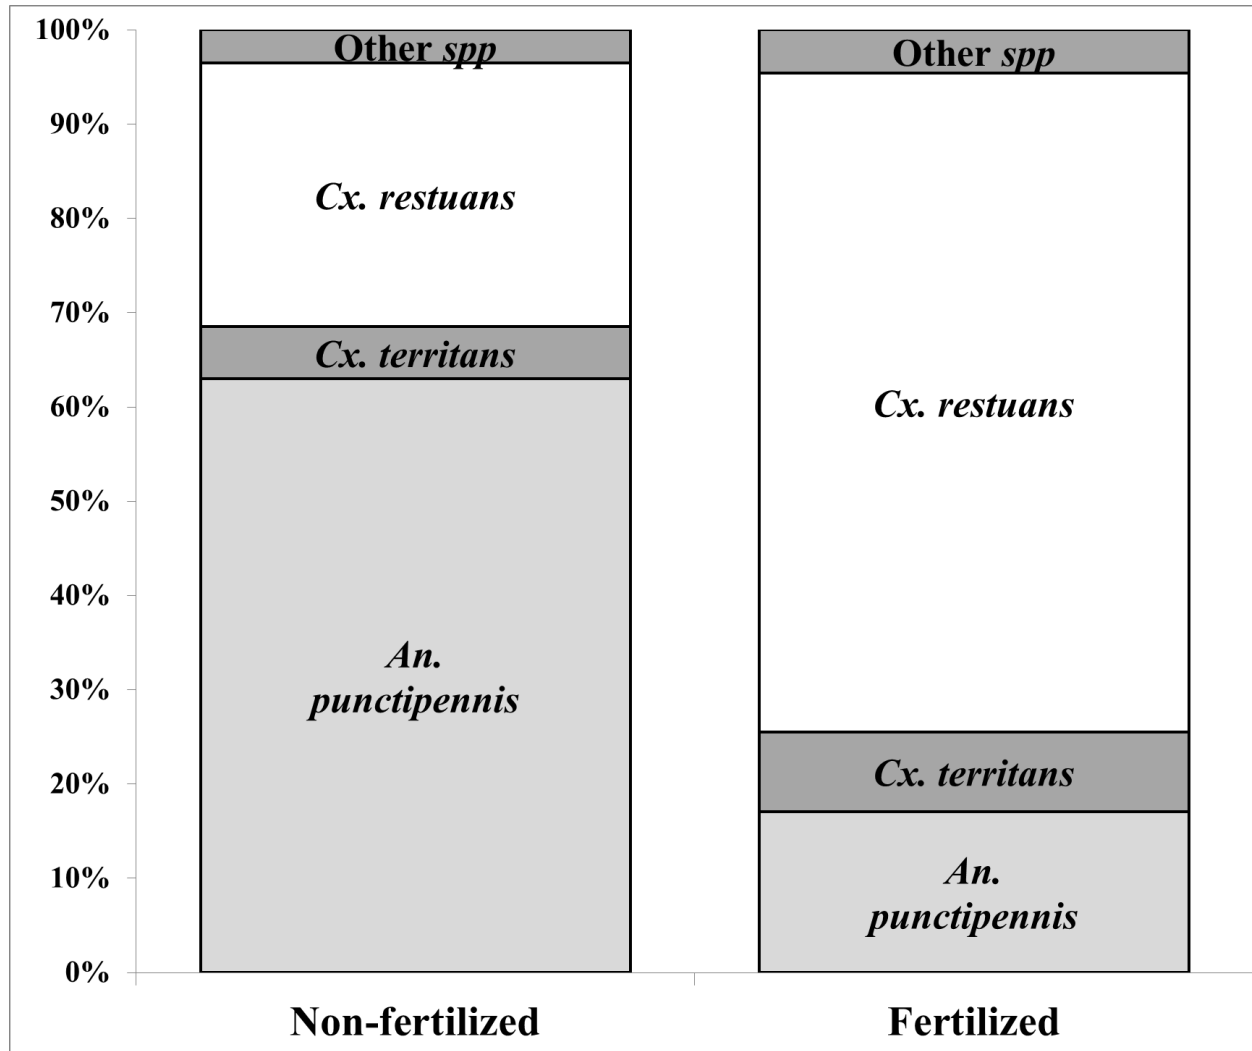 100%
90%
80%
70%
60%
50%
40%
30%
20%
10%
0%
Other spp
Cx. restuans
Cx. territans
An.
punctipennis
Other spp
Cx. restuans
Cx. territans
An.
punctipennis
Non-fertilized
Fertilized